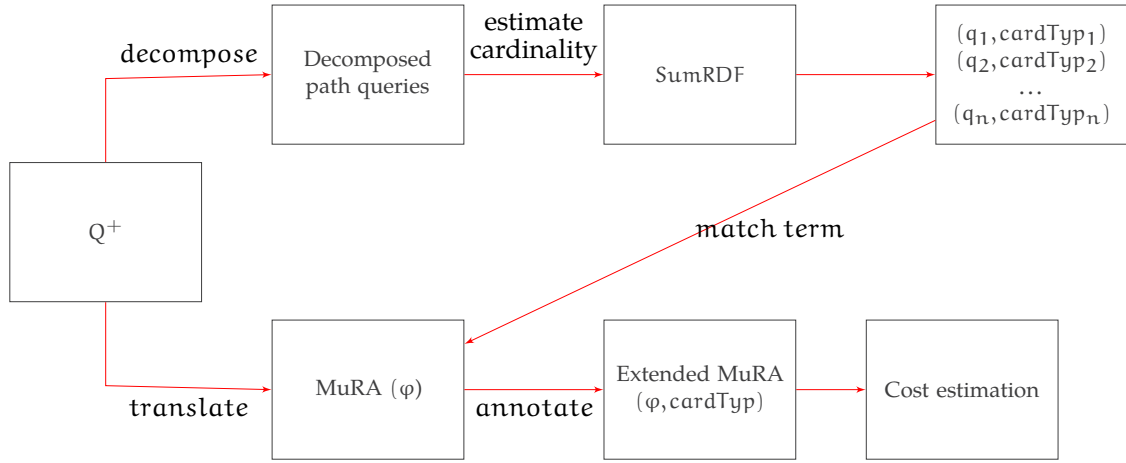 decompose
Decomposed
path queries
estimate
cardinality
SumRDF
(q₁,cardTyp₁)
(q₂,cardTyp₂)
...
(qₙ,cardTypₙ)
Q⁺
match term
translate
MuRA (φ)
annotate
Extended MuRA
(φ,cardTyp)
Cost estimation